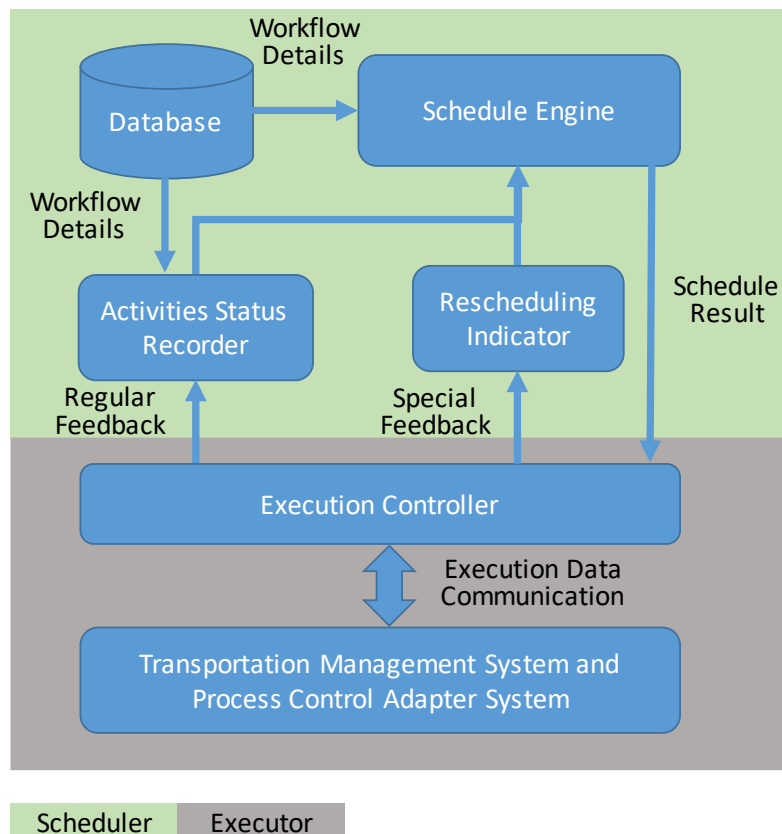 Workflow
Details
Database
Schedule Engine
Workflow
Details
Activities Status
Recorder
Rescheduling
Indicator
Schedule
Result
Regular
Feedback
Special
Feedback
Execution Controller
Execution Data
Communication
Transportation Management System and
Process Control Adapter System
Scheduler
Executor